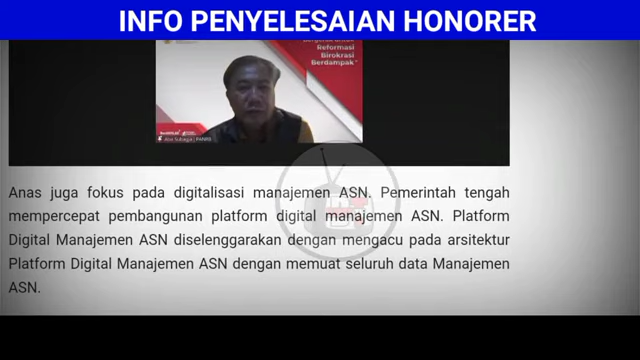 INFO PENYELESAIAN HONORER
Reformasi
Birokrasi
Berdampak"
Anas juga fokus pada digitalisasi manajemen ASN. Pemerintah tengah
mempercepat pembangunan platform digital manajemen ASN. Platform
Digital Manajemen ASN diselenggarakan dengan mengacu pada arsitektur
Platform Digital Manajemen ASN dengan memuat seluruh data Manajemen
ASN.